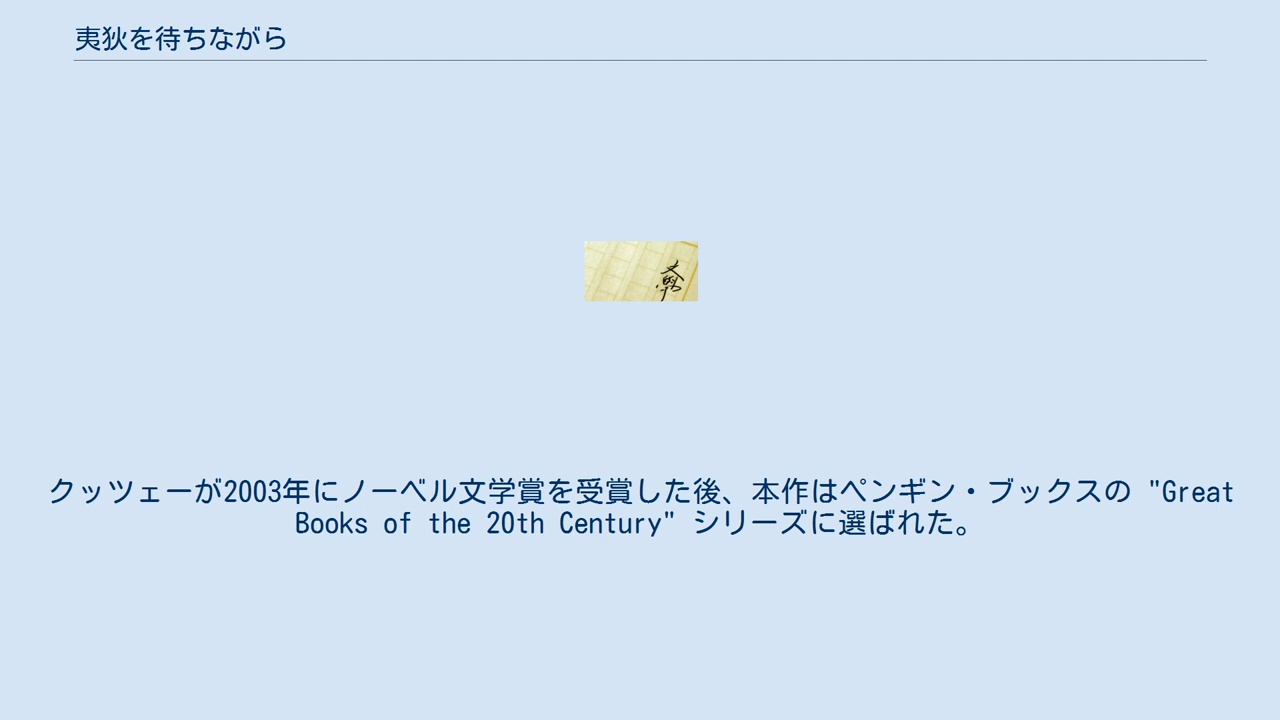 夷狄を待ちながら
クッツェーが2003年にノーベル文学賞を受賞した後、本作はペンギン・ブックスの "Great
Books of the 20th Century" シリーズに選ばれた。